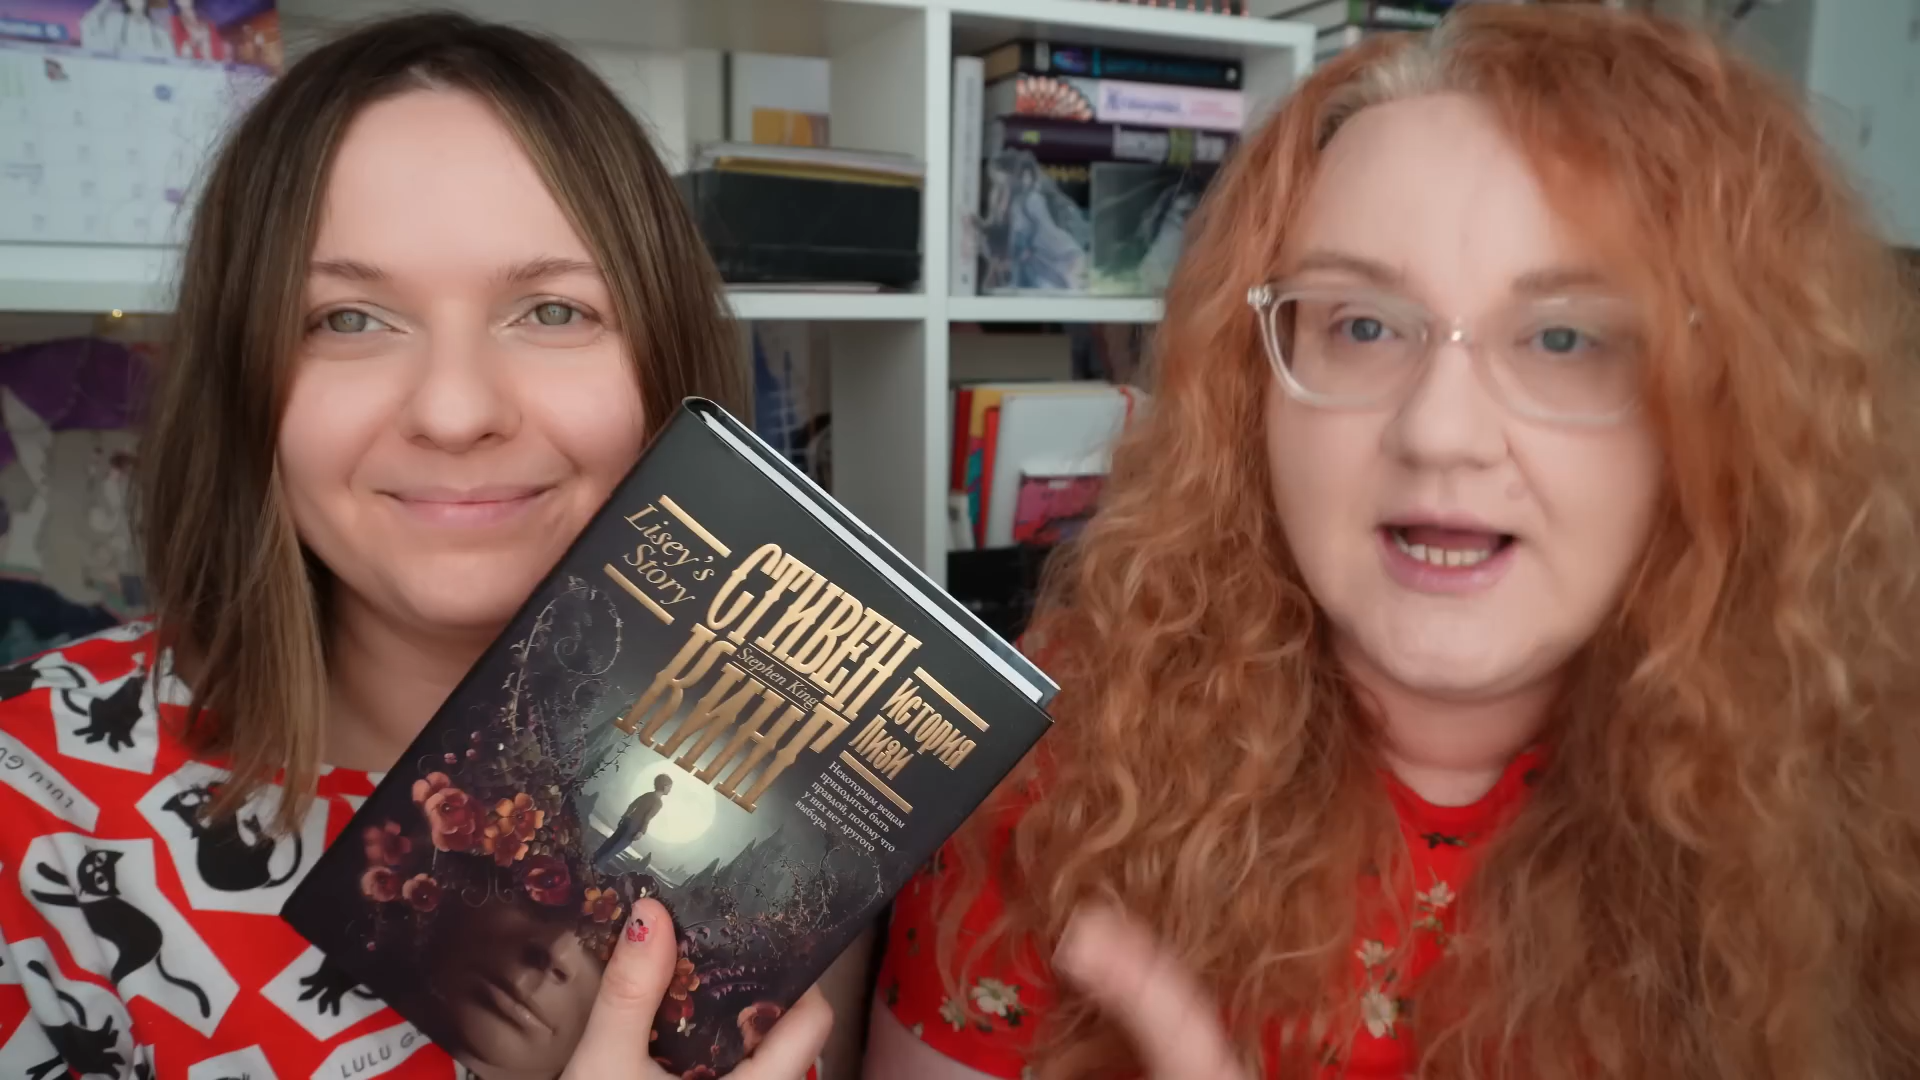 Lisey's
Story
СТИВЕН
Stephen King
КИНГ
История
Лизи
Некоторым вещам
приходится быть
правдой, потому что
у них нет другого
выбора...
LULU G